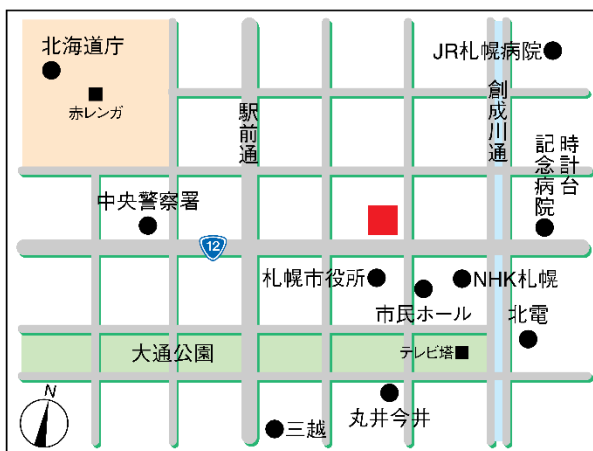 北海道庁
JR札幌病院
赤レンガ
駅前通
創成川通
時計台
記念病院
中央警察署
12
札幌市役所
NHK札幌
市民ホール
北電
大通公園
テレビ塔
丸井今井
三越
N